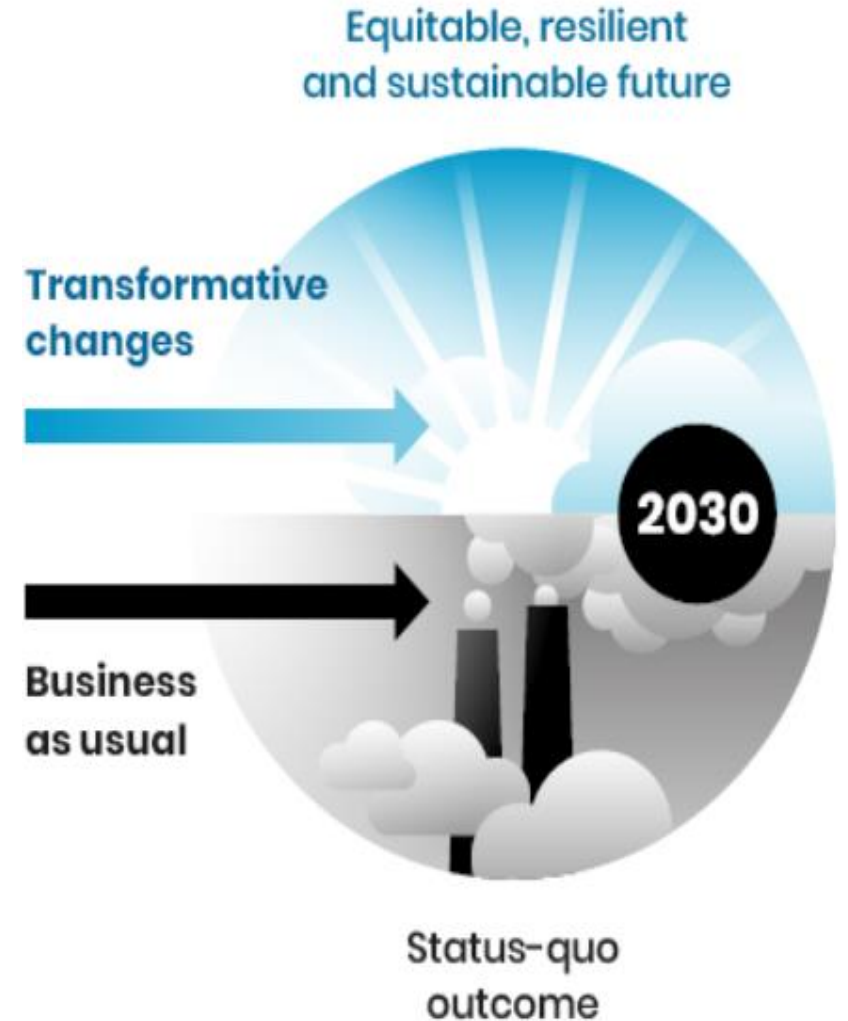 Equitable, resilient
and sustainable future
Transformative
changes
2030
Business
as usual
Status-quo
outcome